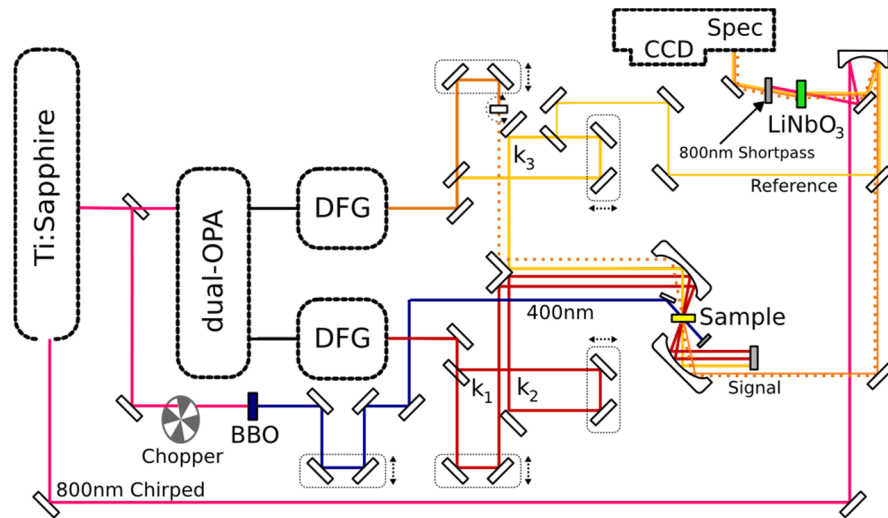 Spec
CCD
LiNbO3
800nm Shortpass
Reference
Ti:Sapphire
dual-OPA
DFG
k3
DFG
400nm
Sample
k1
k2
Signal
BBO
Chopper
800nm Chirped